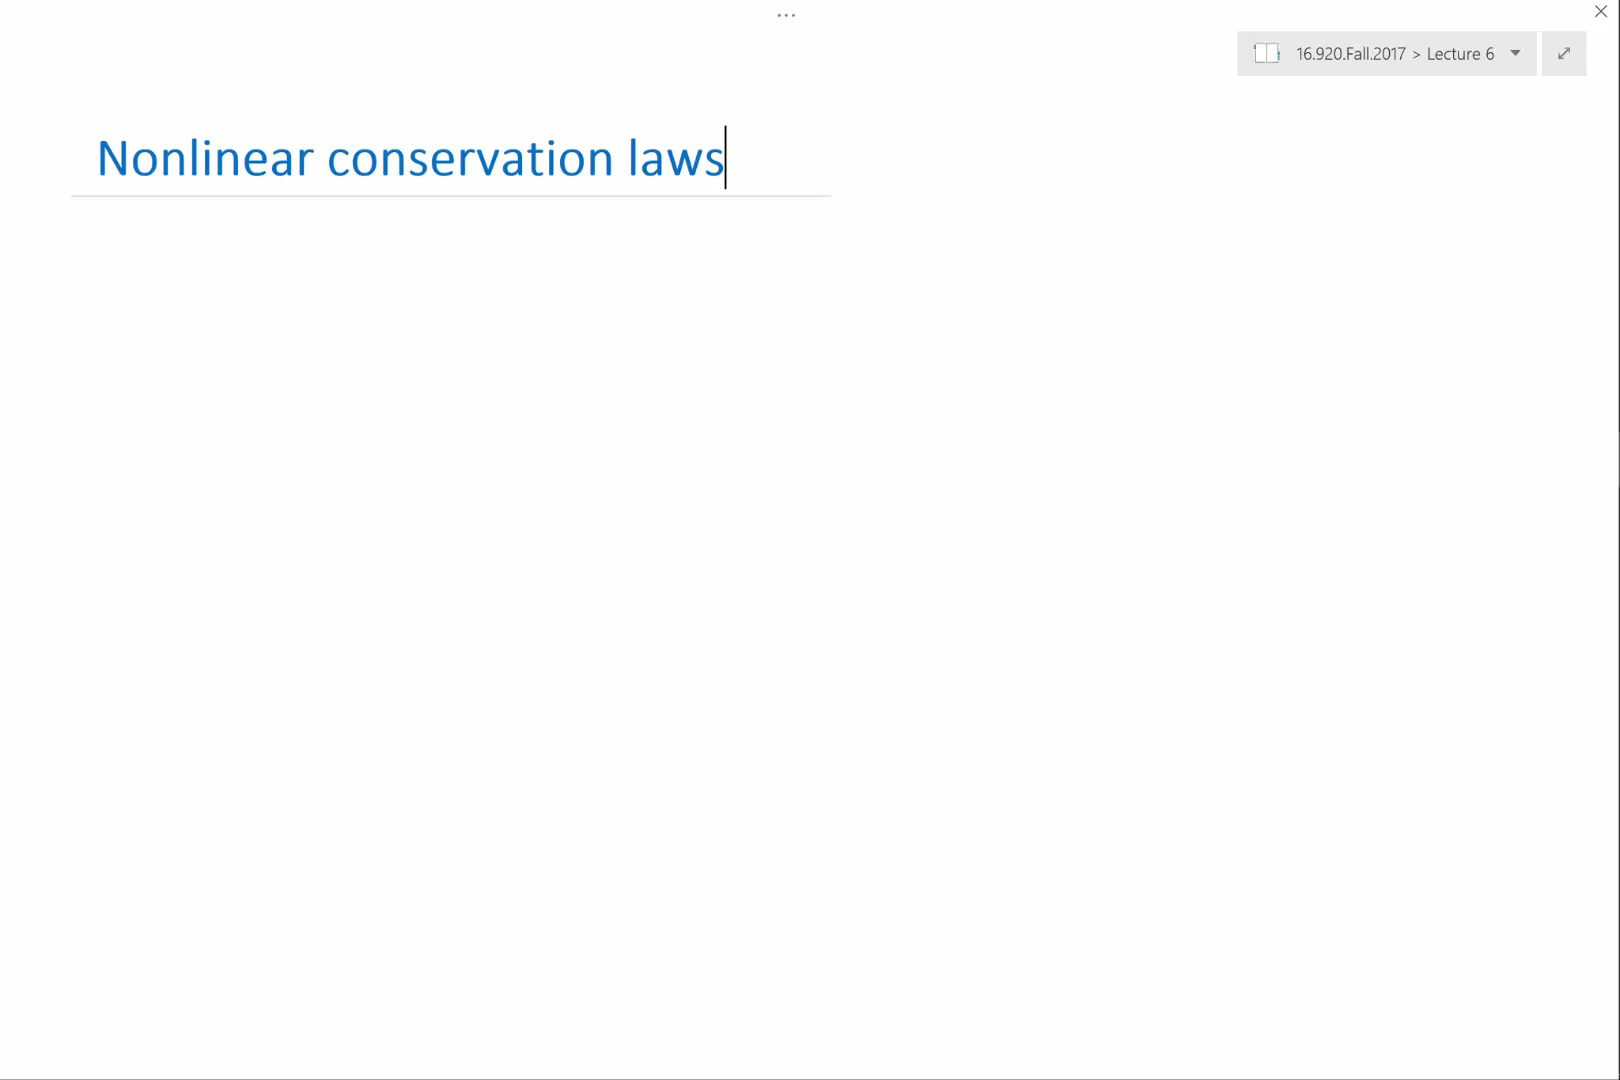 16.920.Fall.2017 > Lecture 6
Nonlinear conservation laws